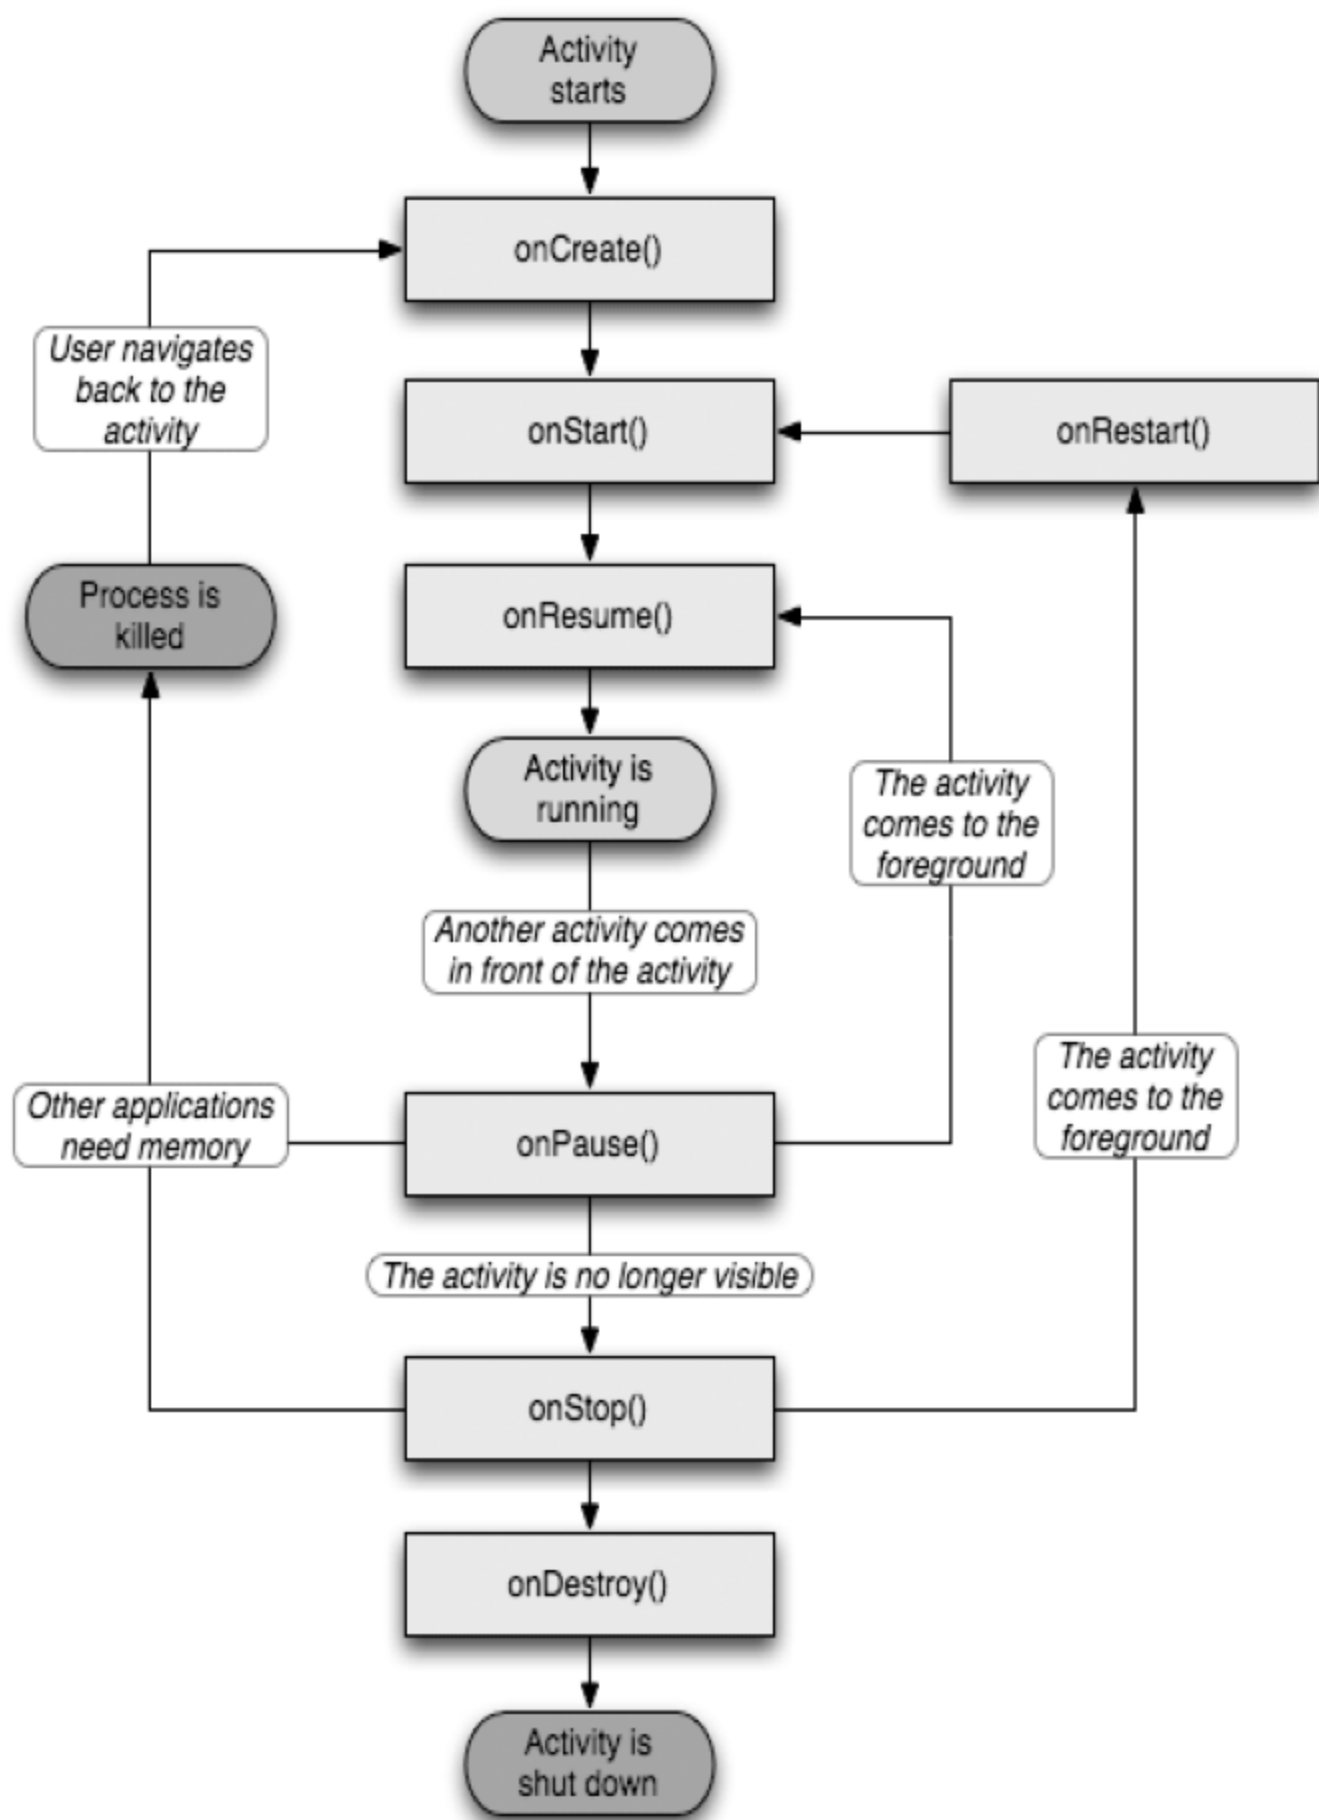 Activity
starts
onCreate()
User navigates
back to the
activity
onStart()
onRestart()
Process is
killed
onResume()
Activity is
running
The activity
comes to the
foreground
Another activity comes
in front of the activity
The activity
comes to the
foreground
Other applications
need memory
onPause()
The activity is no longer visible
onStop()
onDestroy()
Activity is
shut down